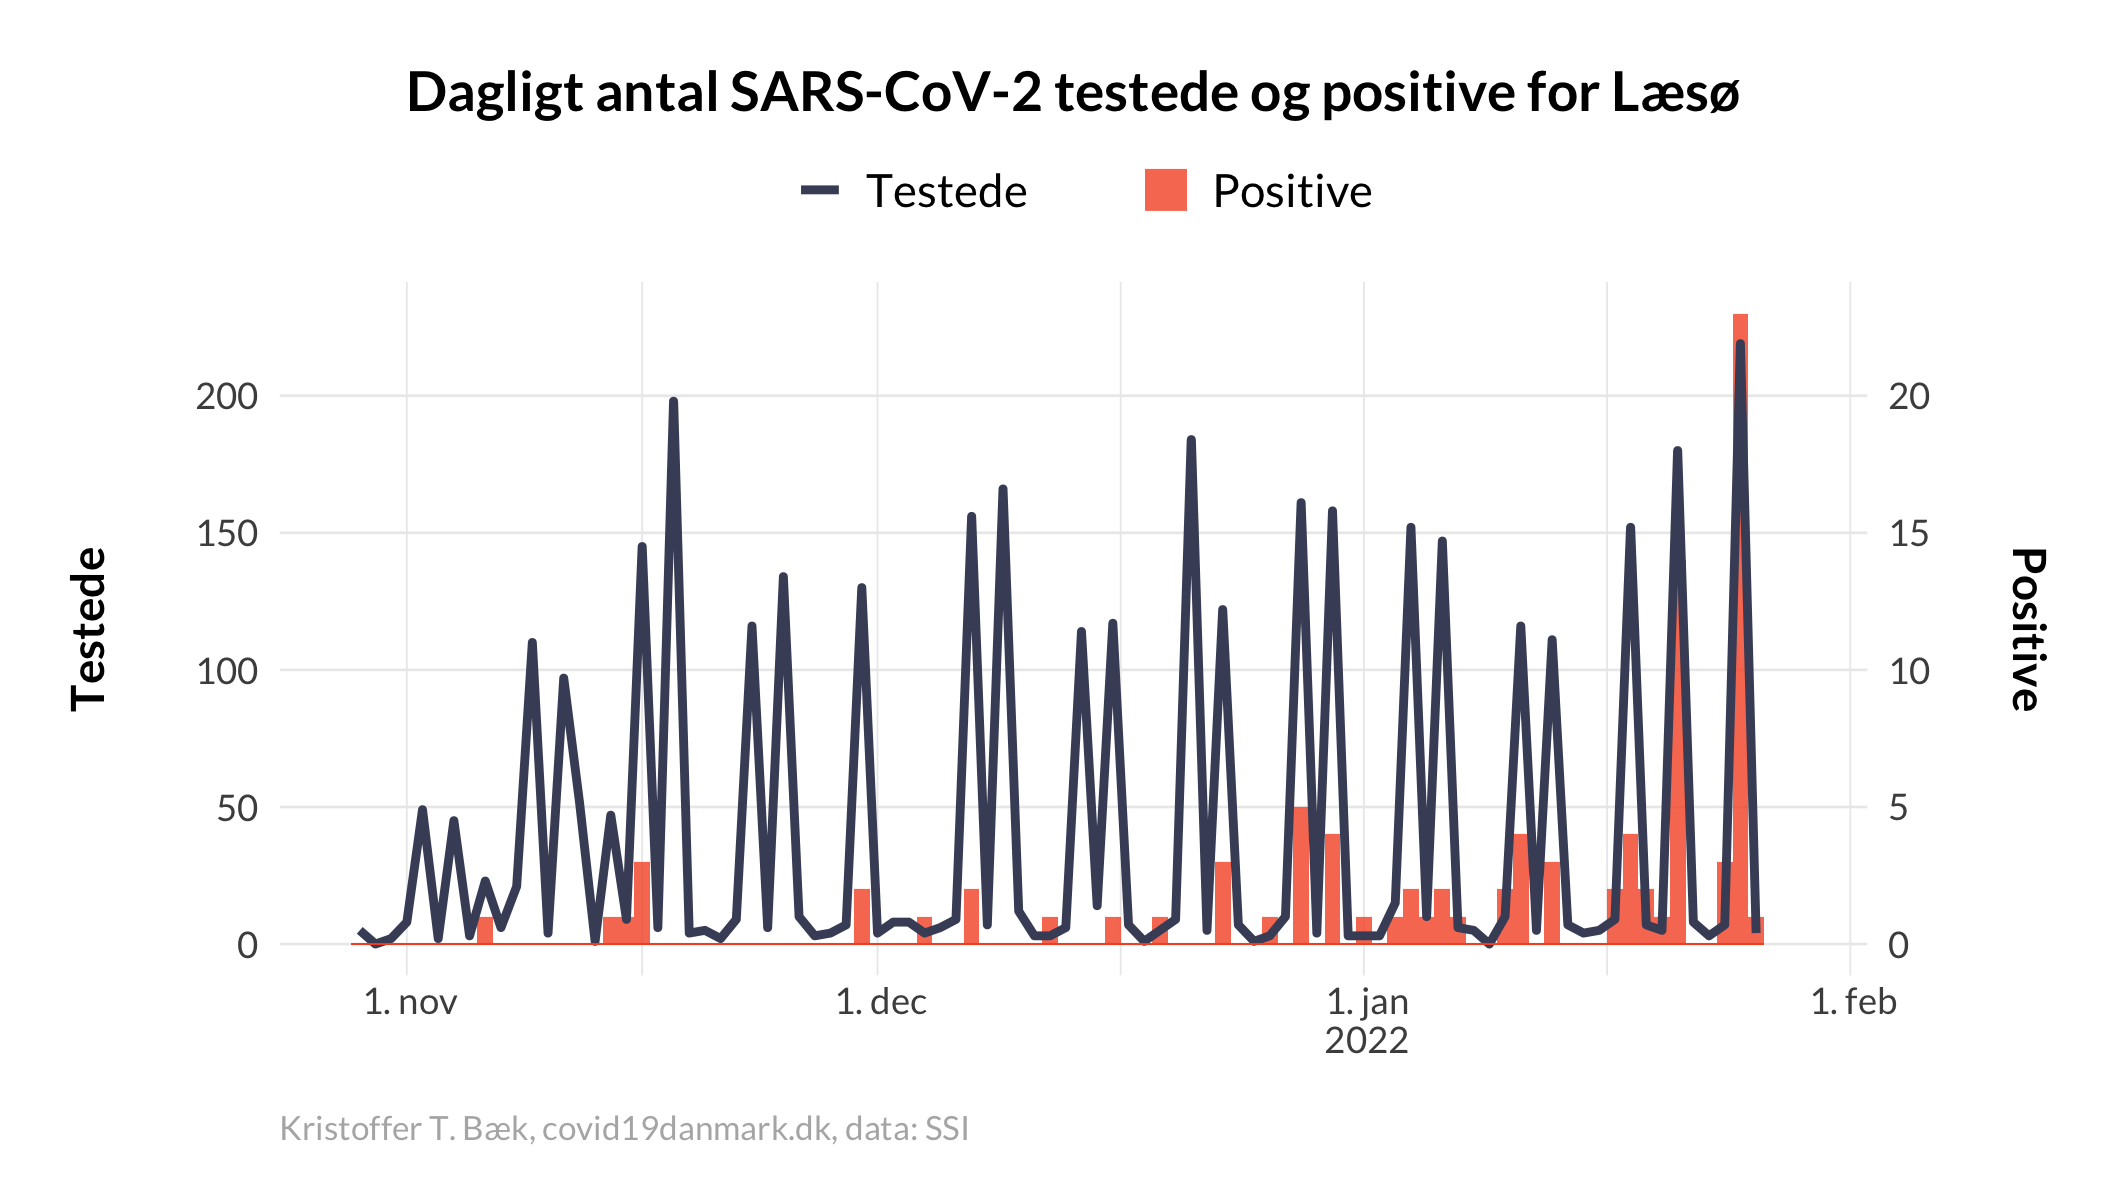 Dagligt antal SARS-CoV-2 testede og positive for Læsø
Testede
Positive
Testede
200
150
100
50
0
20
15
10
5
0
Positive
1. nov
1. dec
1. jan
2022
1. feb
Kristoffer T. Bæk, covid19danmark.dk, data: SSI